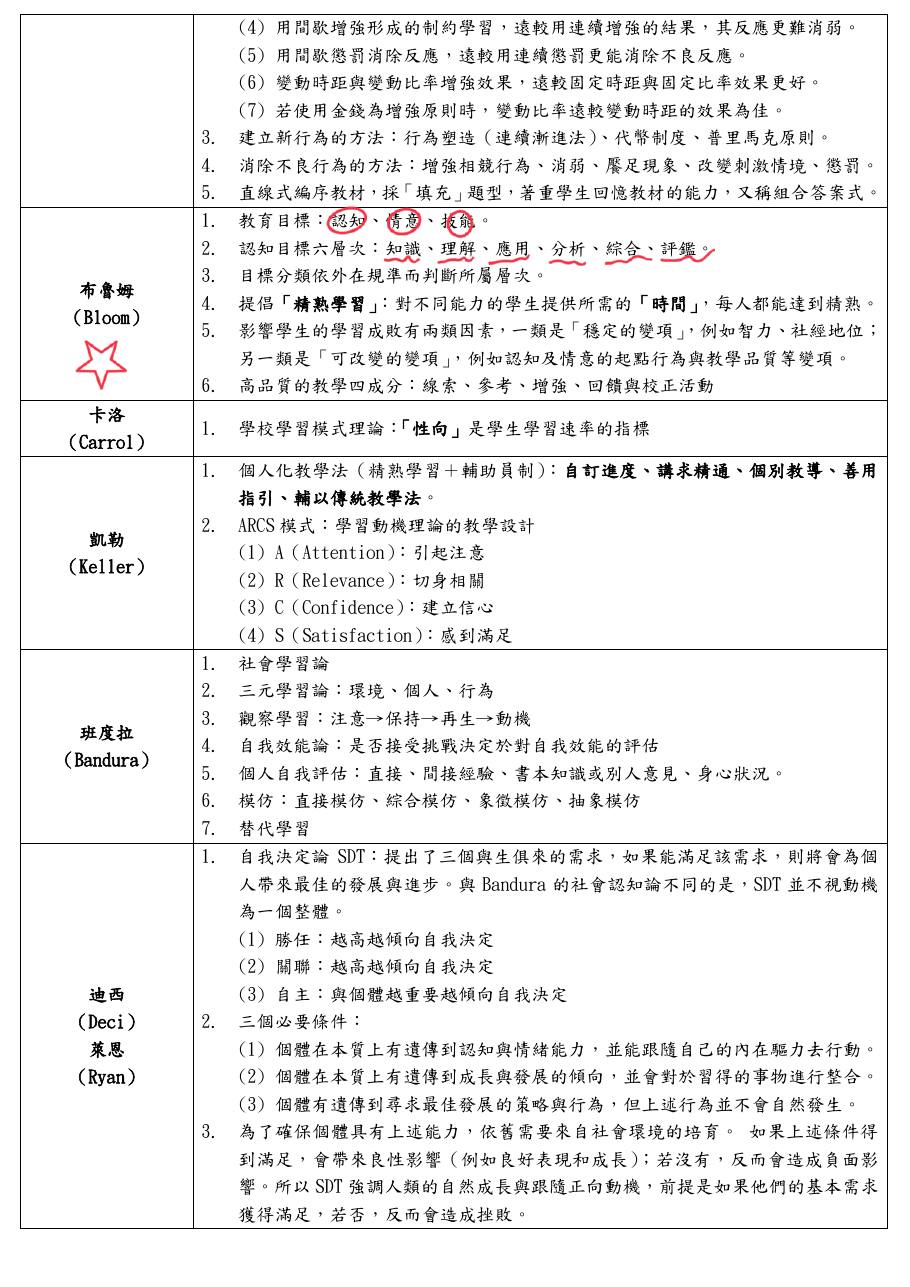 (4) 用間歇增強形成的制約學習，遠較用連續增強的結果，其反應更難消弱。
(5) 用間歇懲罰消除反應，遠較用連續懲罰更能消除不良反應。
(6) 變動時距與變動比率增強效果，遠較固定時距與固定比率效果更好。
(7) 若使用金錢為增強原則時，變動比率遠較變動時距的效果為佳。
3. 建立新行為的方法：行為塑造（連續漸進法）、代幣制度、普里馬克原則。
4. 消除不良行為的方法：增強相競行為、消弱、饜足現象、改變刺激情境、懲罰。
5. 直線式編序教材，採「填充」題型，著重學生回憶教材的能力，又稱組合答案式。
布魯姆
（Bloom）
1. 教育目標：認知、情意、技能。
2. 認知目標六層次：知識、理解、應用、分析、綜合、評鑑。
3. 目標分類依外在規準而判斷所屬層次。
4. 提倡「精熟學習」：對不同能力的學生提供所需的「時間」，每人都能達到精熟。
5. 影響學生的學習成敗有兩類因素，一類是「穩定的變項」，例如智力、社經地位；
另一類是「可改變的變項」，例如認知及情意的起點行為與教學品質等變項。
6. 高品質的教學四成分：線索、參考、增強、回饋與校正活動
卡洛
（Carrol）
1. 學校學習模式理論：「性向」是學生學習速率的指標
凱勒
（Keller）
1. 個人化教學法（精熟學習＋輔助員制）：自訂進度、講求精通、個別教導、善用
指引、輔以傳統教學法。
2. ARCS 模式：學習動機理論的教學設計
(1) A（Attention）：引起注意
(2) R（Relevance）：切身相關
(3) C（Confidence）：建立信心
(4) S（Satisfaction）：感到滿足
班度拉
（Bandura）
1. 社會學習論
2. 三元學習論：環境、個人、行為
3. 觀察學習：注意→保持→再生→動機
4. 自我效能論：是否接受挑戰決定於對自我效能的評估
5. 個人自我評估：直接、間接經驗、書本知識或別人意見、身心狀況。
6. 模仿：直接模仿、綜合模仿、象徵模仿、抽象模仿
7. 替代學習
迪西
（Deci）
萊恩
（Ryan）
1. 自我決定論 SDT：提出了三個與生俱來的需求，如果能滿足該需求，則將會為個
人帶來最佳的發展與進步。與 Bandura 的社會認知論不同的是，SDT 並不視動機
為一個整體。
(1) 勝任：越高越傾向自我決定
(2) 關聯：越高越傾向自我決定
(3) 自主：與個體越重要越傾向自我決定
2. 三個必要條件：
(1) 個體在本質上有遺傳到認知與情緒能力，並能跟隨自己的內在驅力去行動。
(2) 個體在本質上有遺傳到成長與發展的傾向，並會對於習得的事物進行整合。
(3) 個體有遺傳到尋求最佳發展的策略與行為，但上述行為並不會自然發生。
3. 為了確保個體具有上述能力，依舊需要來自社會環境的培育。 如果上述條件得
到滿足，會帶來良性影響（例如良好表現和成長）；若沒有，反而會造成負面影
響。所以 SDT 強調人類的自然成長與跟隨正向動機，前提是如果他們的基本需求
獲得滿足，若否，反而會造成挫敗。